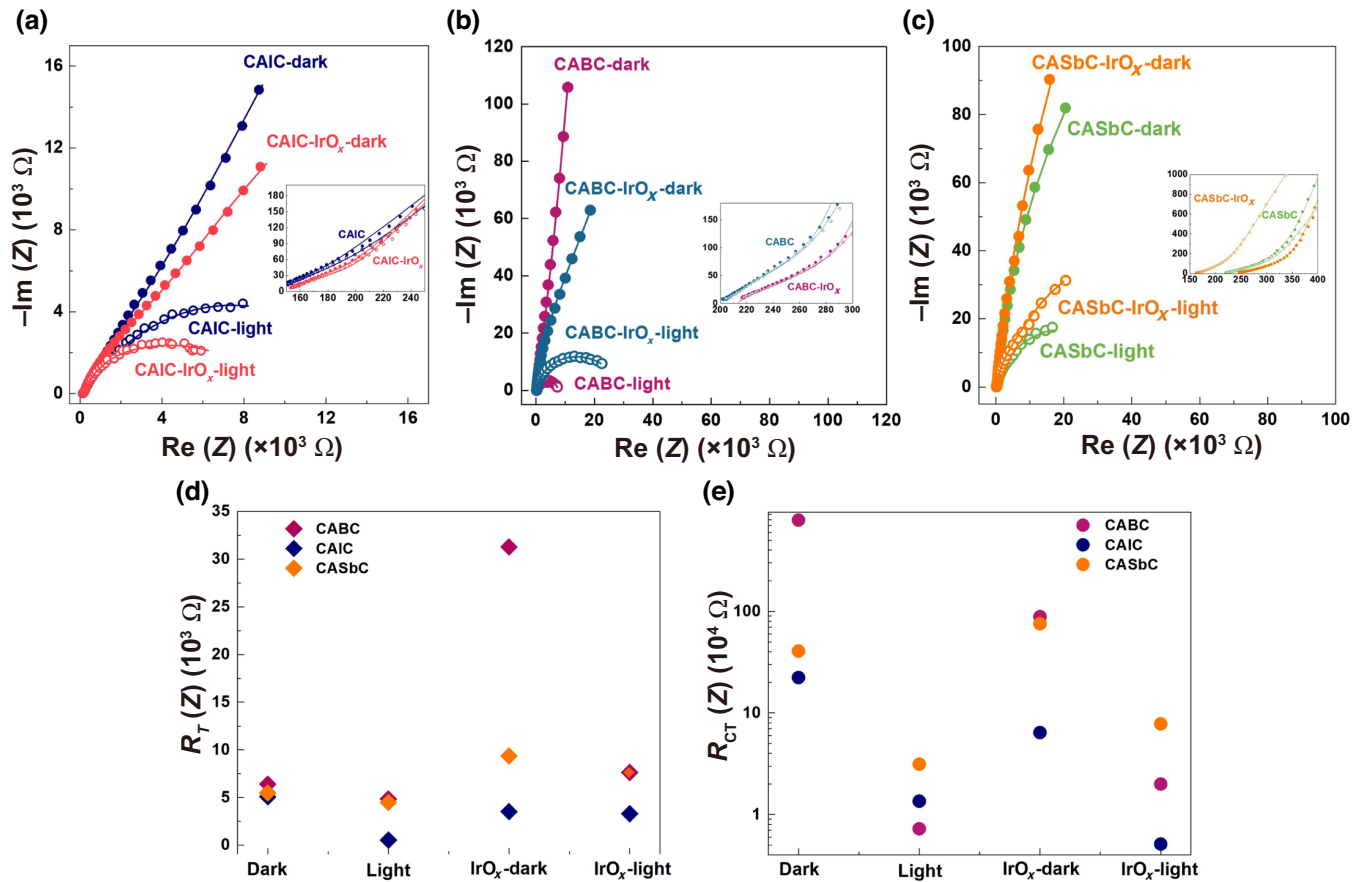 (a)
−Im (Z) (10³ Ω)
16
12
8
4
0
CAIC-dark
CAIC-IrOₓ-dark
CAIC-light
CAIC-IrOₓ-light
180
150
120
90
60
30
0
CAIC
CAIC-IrOₓ
160 180 200 220 240
0 4 8 12 16
Re (Z) (×10³ Ω)
(b)
−Im (Z) (10³ Ω)
120
100
80
60
40
20
0
CABC-dark
CABC-IrOₓ-dark
CABC-IrOₓ-light
CABC-light
150
100
50
0
CABC
CABC-IrOₓ
200 220 240 260 280 300
0 20 40 60 80 100 120
Re (Z) (×10³ Ω)
(c)
−Im (Z) (10³ Ω)
100
80
60
40
20
0
CASbC-IrOₓ-dark
CASbC-dark
CASbC-IrOₓ-light
CASbC-light
1000
800
600
400
200
0
CASbC-IrOₓ
CASbC
150 200 250 300 350 400
0 20 40 60 80 100
Re (Z) (×10³ Ω)
(d)
R_T (Z) (10³ Ω)
35
30
25
20
15
10
5
0
CABC
CAIC
CASbC
Dark Light IrOₓ-dark IrOₓ-light
(e)
R_CT (Z) (10⁴ Ω)
100
10
1
CABC
CAIC
CASbC
Dark Light IrOₓ-dark IrOₓ-light